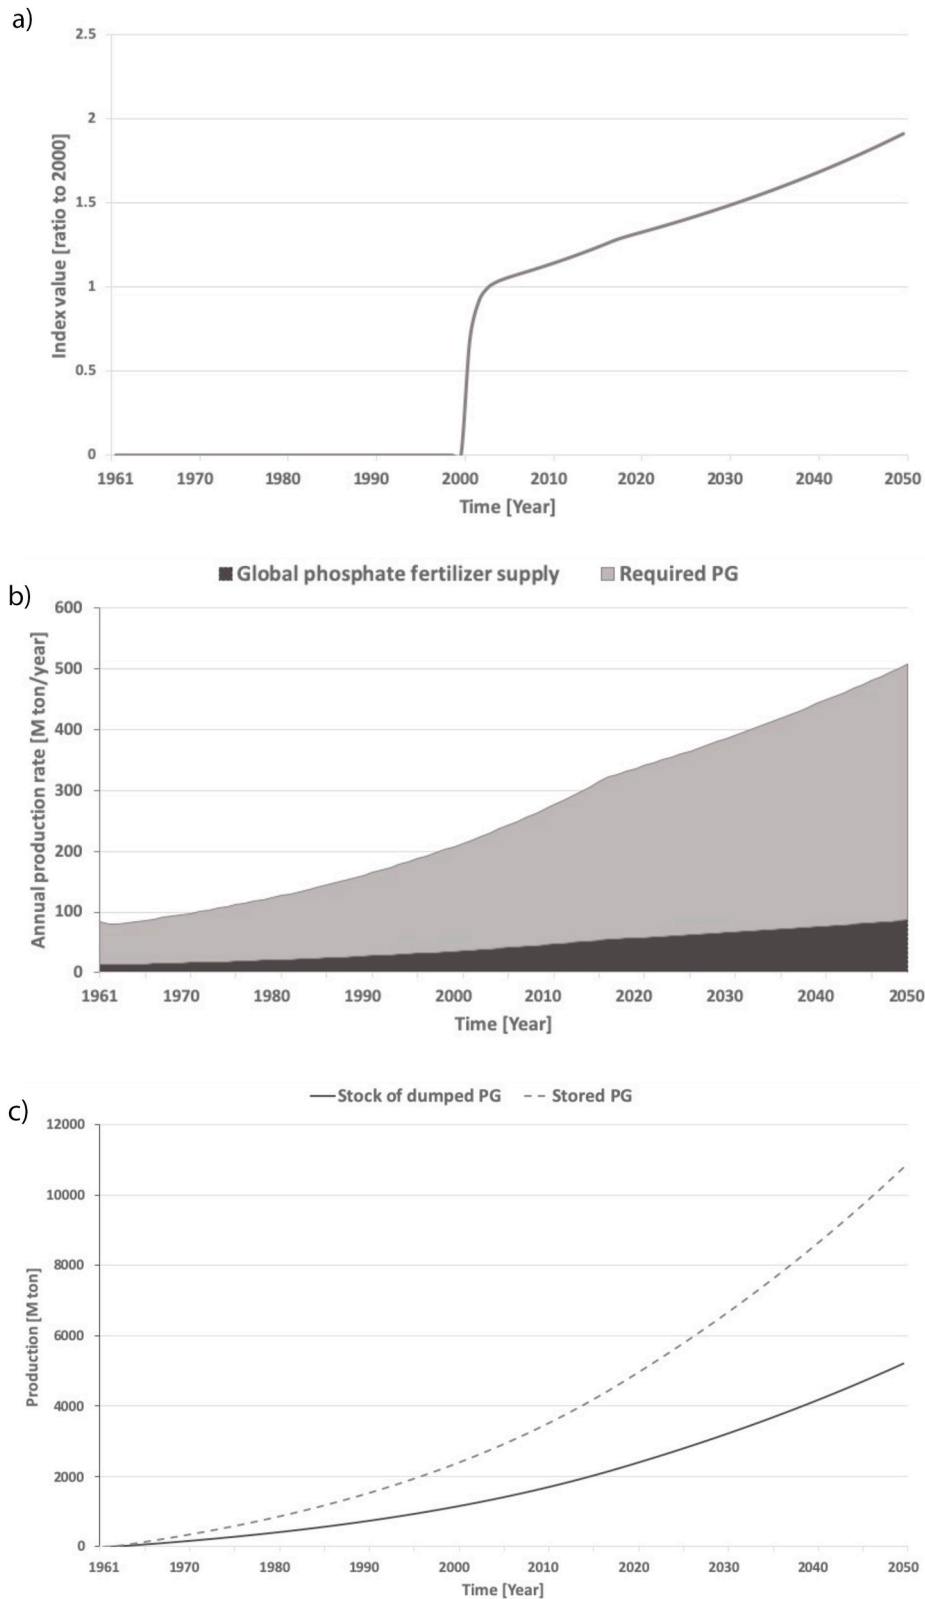 a)
Index value [ratio to 2000]
2.5
2
1.5
1
0.5
0
1961 1970 1980 1990 2000 2010 2020 2030 2040 2050
Time [Year]
b)
Global phosphate fertilizer supply Required PG
Annual production rate [M ton/year]
600
500
400
300
200
100
0
1961 1970 1980 1990 2000 2010 2020 2030 2040 2050
Time [Year]
c)
Stock of dumped PG Stored PG
Production [M ton]
12000
10000
8000
6000
4000
2000
0
1961 1970 1980 1990 2000 2010 2020 2030 2040 2050
Time [Year]